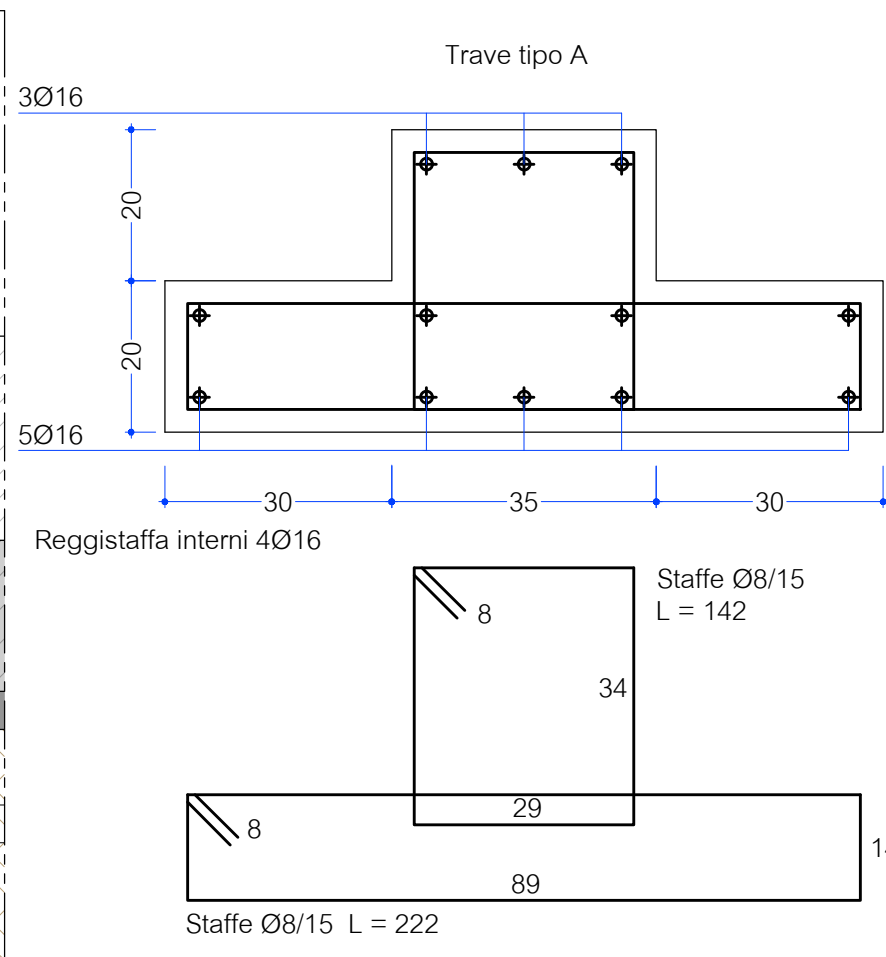 Trave tipo A
3Ø16
20
20
5Ø16
30
35
30
Reggistaffa interni 4Ø16
Staffe Ø8/15
L = 142
8
34
29
8
89
Staffe Ø8/15 L = 222